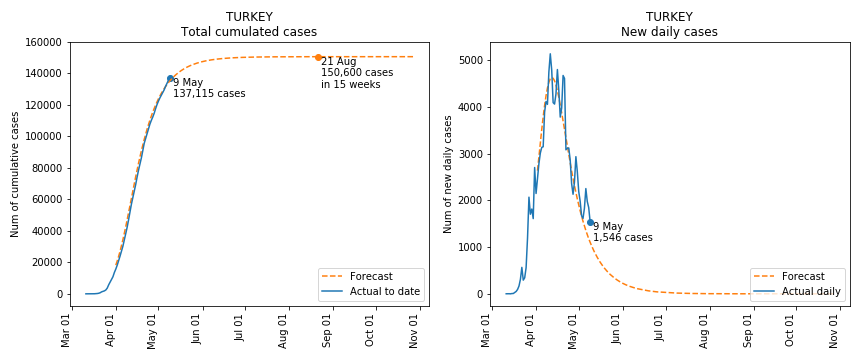 TURKEY
Total cumulated cases
Num of cumulative cases
160000
140000
120000
100000
80000
60000
40000
20000
0
21 Aug
150,600 cases
in 15 weeks
9 May
137,115 cases
Forecast
Actual to date
Mar 01
Apr 01
May 01
Jun 01
Jul 01
Aug 01
Sep 01
Oct 01
Nov 01
TURKEY
New daily cases
Num of new daily cases
5000
4000
3000
2000
1000
0
9 May
1,546 cases
Forecast
Actual daily
Mar 01
Apr 01
May 01
Jun 01
Jul 01
Aug 01
Sep 01
Oct 01
Nov 01